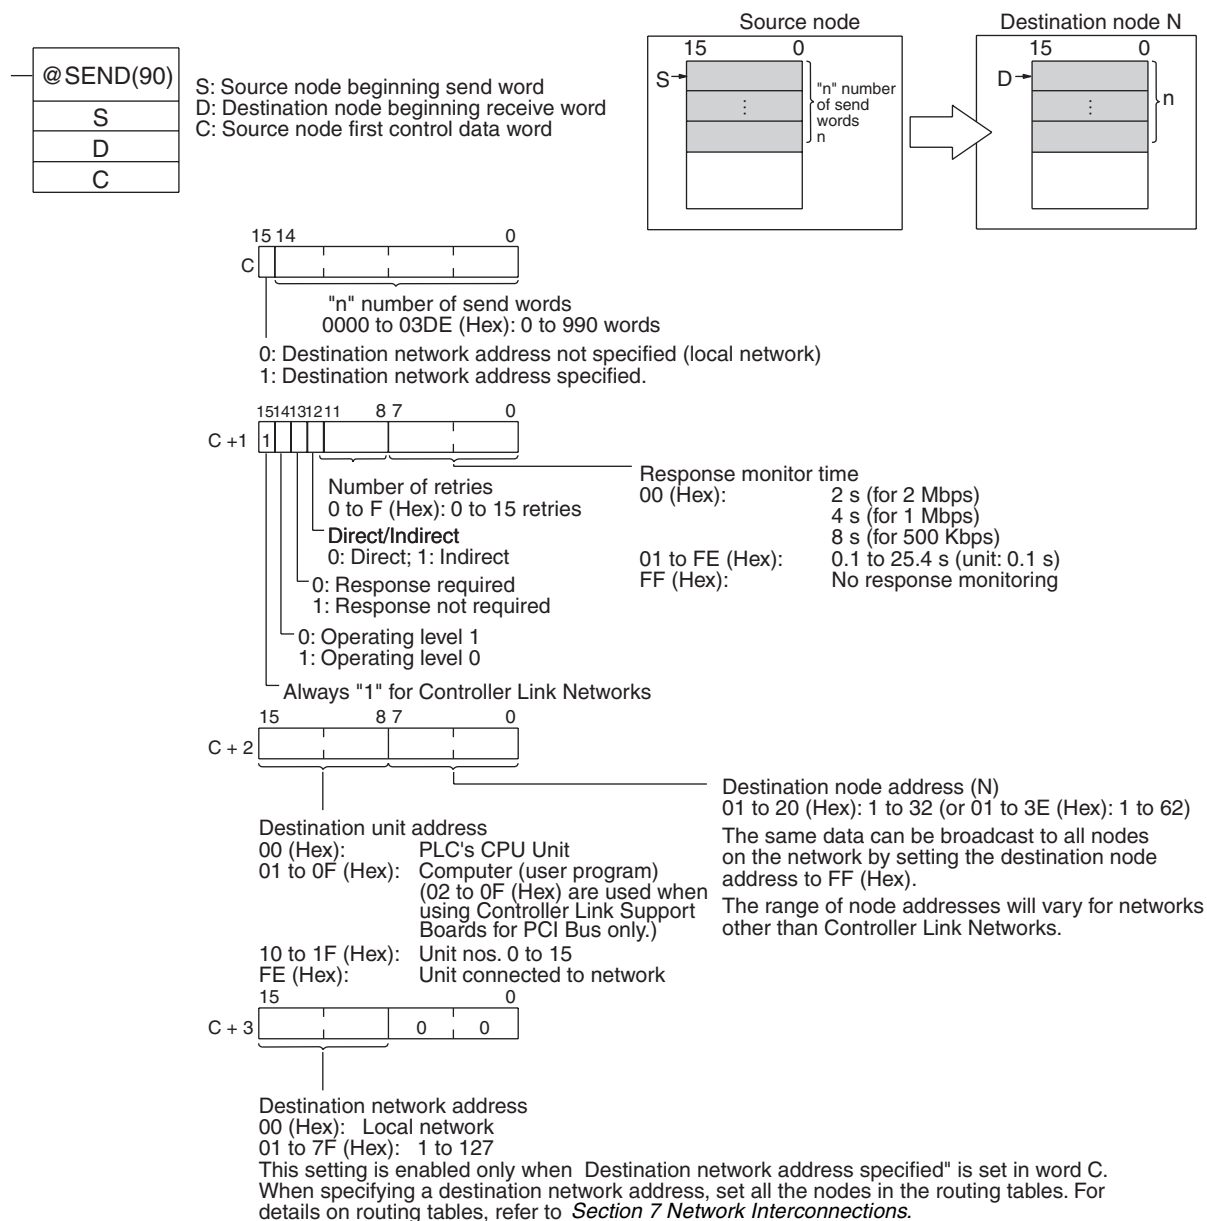 Source node
Destination node N
@SEND(90)
S
D
C
S: Source node beginning send word
D: Destination node beginning receive word
C: Source node first control data word
15 0
S
"n" number
of send
words
n
15 0
D
n
15 14 0
C
"n" number of send words
0000 to 03DE (Hex): 0 to 990 words
0: Destination network address not specified (local network)
1: Destination network address specified.
15141312 11 8 7 0
C +1 1
Number of retries
0 to F (Hex): 0 to 15 retries
Direct/Indirect
0: Direct; 1: Indirect
0: Response required
1: Response not required
0: Operating level 1
1: Operating level 0
Always "1" for Controller Link Networks
Response monitor time
00 (Hex): 2 s (for 2 Mbps)
4 s (for 1 Mbps)
8 s (for 500 Kbps)
01 to FE (Hex): 0.1 to 25.4 s (unit: 0.1 s)
FF (Hex): No response monitoring
15 8 7 0
C + 2
Destination unit address
00 (Hex): PLC's CPU Unit
01 to 0F (Hex): Computer (user program)
(02 to 0F (Hex) are used when
using Controller Link Support
Boards for PCI Bus only.)
10 to 1F (Hex): Unit nos. 0 to 15
FE (Hex): Unit connected to network
Destination node address (N)
01 to 20 (Hex): 1 to 32 (or 01 to 3E (Hex): 1 to 62)
The same data can be broadcast to all nodes
on the network by setting the destination node
address to FF (Hex).
The range of node addresses will vary for networks
other than Controller Link Networks.
15 0
C + 3 0 0
Destination network address
00 (Hex): Local network
01 to 7F (Hex): 1 to 127
This setting is enabled only when Destination network address specified" is set in word C.
When specifying a destination network address, set all the nodes in the routing tables. For
details on routing tables, refer to Section 7 Network Interconnections.